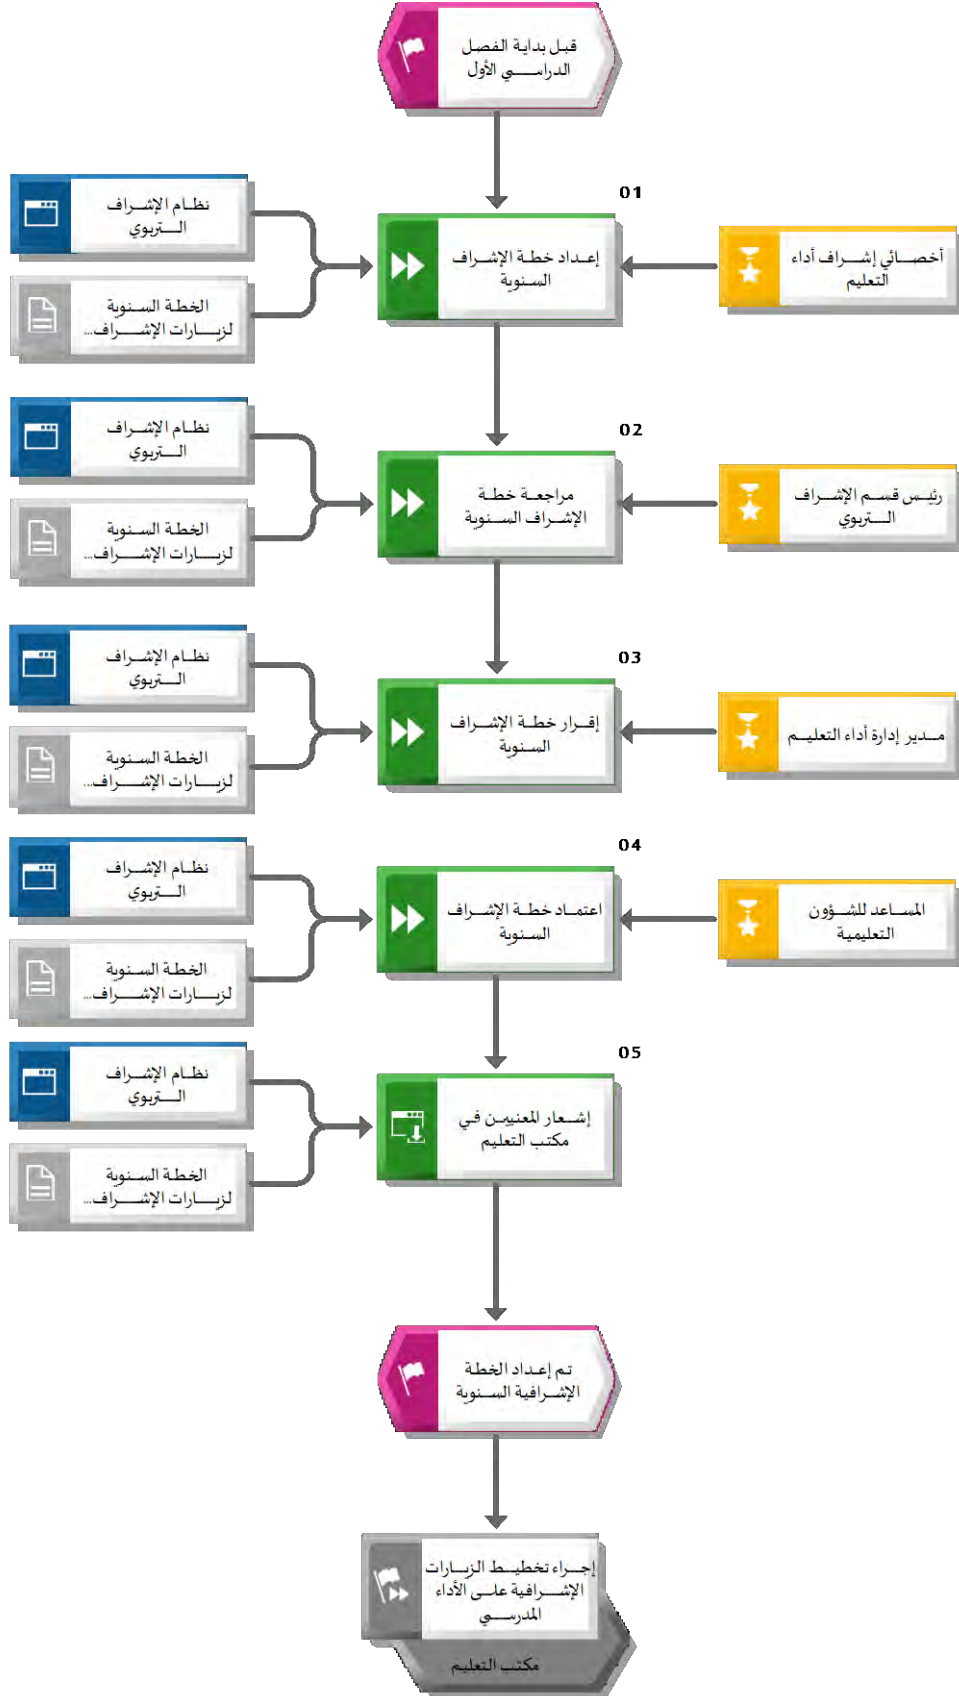 قبل بداية الفصل
الدراسي الأول
01
أخصائي إشراف أداء
التعليم
إعداد خطة الإشراف
السنوية
نظام الإشراف
التربوي
الخطة السنوية
لزيارات الإشراف...
02
رئيس قسم الإشراف
التربوي
مراجعة خطة
الإشراف السنوية
نظام الإشراف
التربوي
الخطة السنوية
لزيارات الإشراف...
03
مدير إدارة أداء التعليم
إقرار خطة الإشراف
السنوية
نظام الإشراف
التربوي
الخطة السنوية
لزيارات الإشراف...
04
المساعد للشؤون
التعليمية
اعتماد خطة الإشراف
السنوية
نظام الإشراف
التربوي
الخطة السنوية
لزيارات الإشراف...
05
إشعار المعنيين في
مكتب التعليم
نظام الإشراف
التربوي
الخطة السنوية
لزيارات الإشراف...
تم إعداد الخطة
الإشرافية السنوية
إجراء تخطيط الزيارات
الإشرافية على الأداء
المدرسي
مكتب التعليم